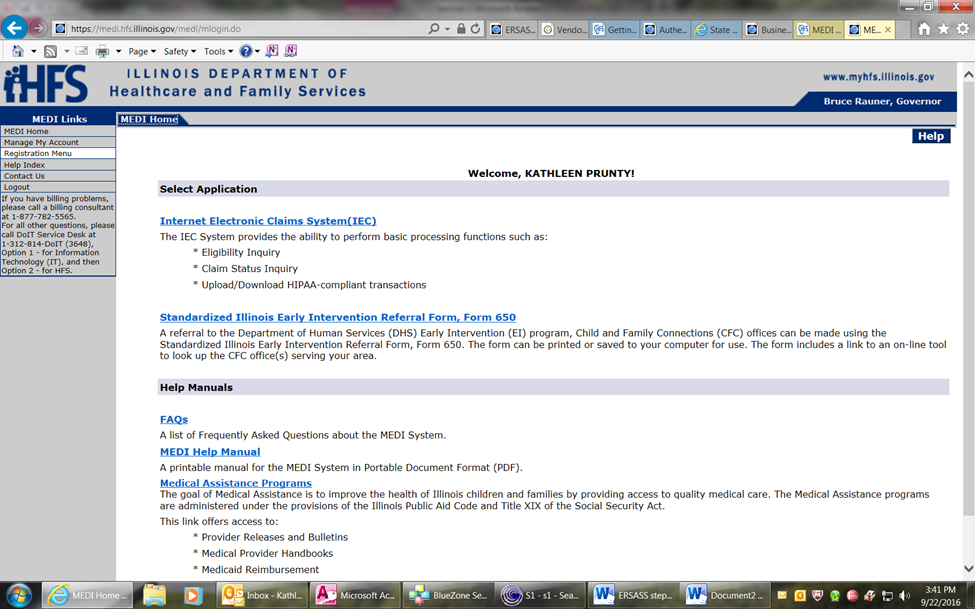 https://medi.hfs.illinois.gov/medi/mlogin.do
ERSAS...
Vendo...
Gettin...
Authe...
State ...
Busine...
MEDI ...
ME...
Page
Safety
Tools
HFS
ILLINOIS DEPARTMENT OF
Healthcare and Family Services
www.myhfs.illinois.gov
Bruce Rauner, Governor
MEDI Links
MEDI Home
Manage My Account
Registration Menu
Help Index
Contact Us
Logout
If you have billing problems,
please call a billing consultant
at 1-877-782-5565.
For all other questions, please
call DoIT Service Desk at
1-312-814-DoIT (3648),
Option 1 - for Information
Technology (IT), and then
Option 2 - for HFS.
MEDI Home
Help
Welcome, KATHLEEN PRUNTY!
Select Application
Internet Electronic Claims System(IEC)
The IEC System provides the ability to perform basic processing functions such as:
* Eligibility Inquiry
* Claim Status Inquiry
* Upload/Download HIPAA-compliant transactions
Standardized Illinois Early Intervention Referral Form, Form 650
A referral to the Department of Human Services (DHS) Early Intervention (EI) program, Child and Family Connections (CFC) offices can be made using the
Standardized Illinois Early Intervention Referral Form, Form 650. The form can be printed or saved to your computer for use. The form includes a link to an on-line tool
to look up the CFC office(s) serving your area.
Help Manuals
FAQs
A list of Frequently Asked Questions about the MEDI System.
MEDI Help Manual
A printable manual for the MEDI System in Portable Document Format (PDF).
Medical Assistance Programs
The goal of Medical Assistance is to improve the health of Illinois children and families by providing access to quality medical care. The Medical Assistance programs
are administered under the provisions of the Illinois Public Aid Code and Title XIX of the Social Security Act.
This link offers access to:
* Provider Releases and Bulletins
* Medical Provider Handbooks
* Medicaid Reimbursement
MEDI Home ...
Inbox - Kathl...
Microsoft Ac...
BlueZone Se...
S1 - s1 - Sea...
ERSASS step...
Document2 ...
3:41 PM
9/22/2016